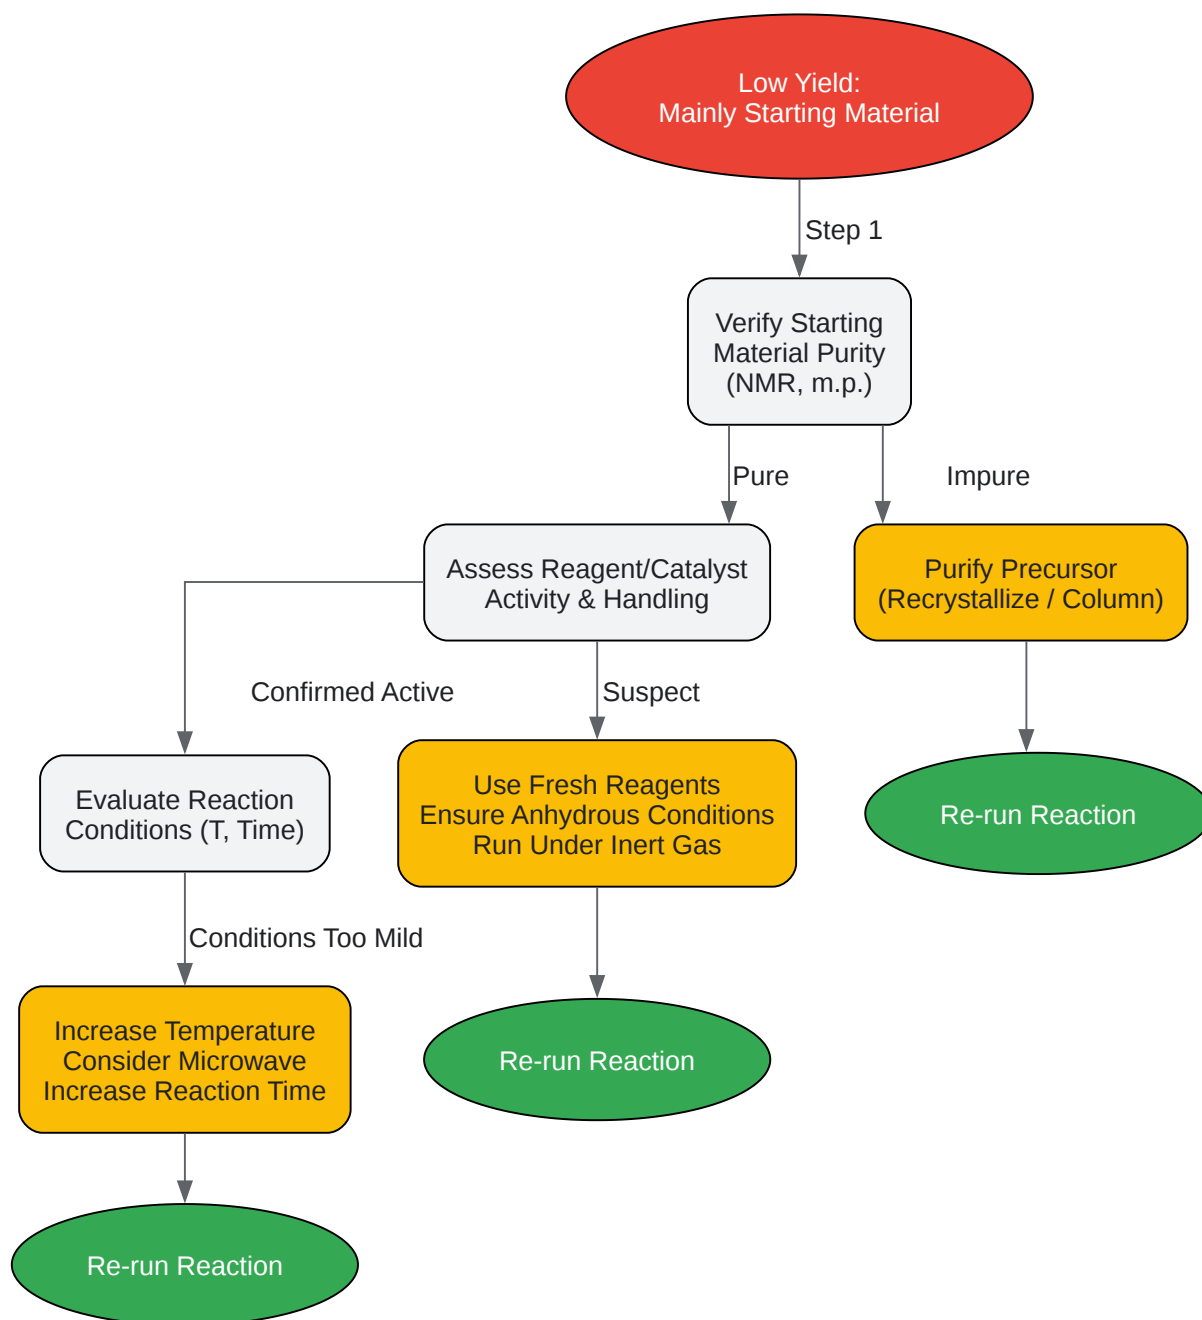 Low Yield:
Mainly Starting Material
Step 1
Verify Starting
Material Purity
(NMR, m.p.)
Pure
Impure
Assess Reagent/Catalyst
Activity & Handling
Purify Precursor
(Recrystallize / Column)
Confirmed Active
Suspect
Evaluate Reaction
Conditions (T, Time)
Use Fresh Reagents
Ensure Anhydrous Conditions
Run Under Inert Gas
Re-run Reaction
Conditions Too Mild
Increase Temperature
Consider Microwave
Increase Reaction Time
Re-run Reaction
Re-run Reaction